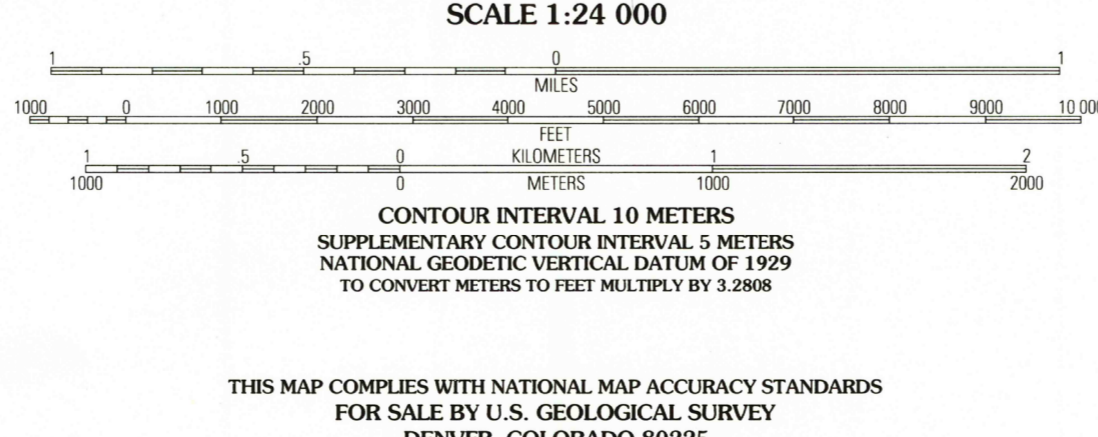 SCALE 1:24 000
1 .5 0 1
MILES
1000 0 1000 2000 3000 4000 5000 6000 7000 8000 9000 10 000
FEET
1 .5 0 KILOMETERS 1 2
1000 0 METERS 1000 2000
CONTOUR INTERVAL 10 METERS
SUPPLEMENTARY CONTOUR INTERVAL 5 METERS
NATIONAL GEODETIC VERTICAL DATUM OF 1929
TO CONVERT METERS TO FEET MULTIPLY BY 3.2808
THIS MAP COMPLIES WITH NATIONAL MAP ACCURACY STANDARDS
FOR SALE BY U.S. GEOLOGICAL SURVEY
DENVER, COLORADO 80225